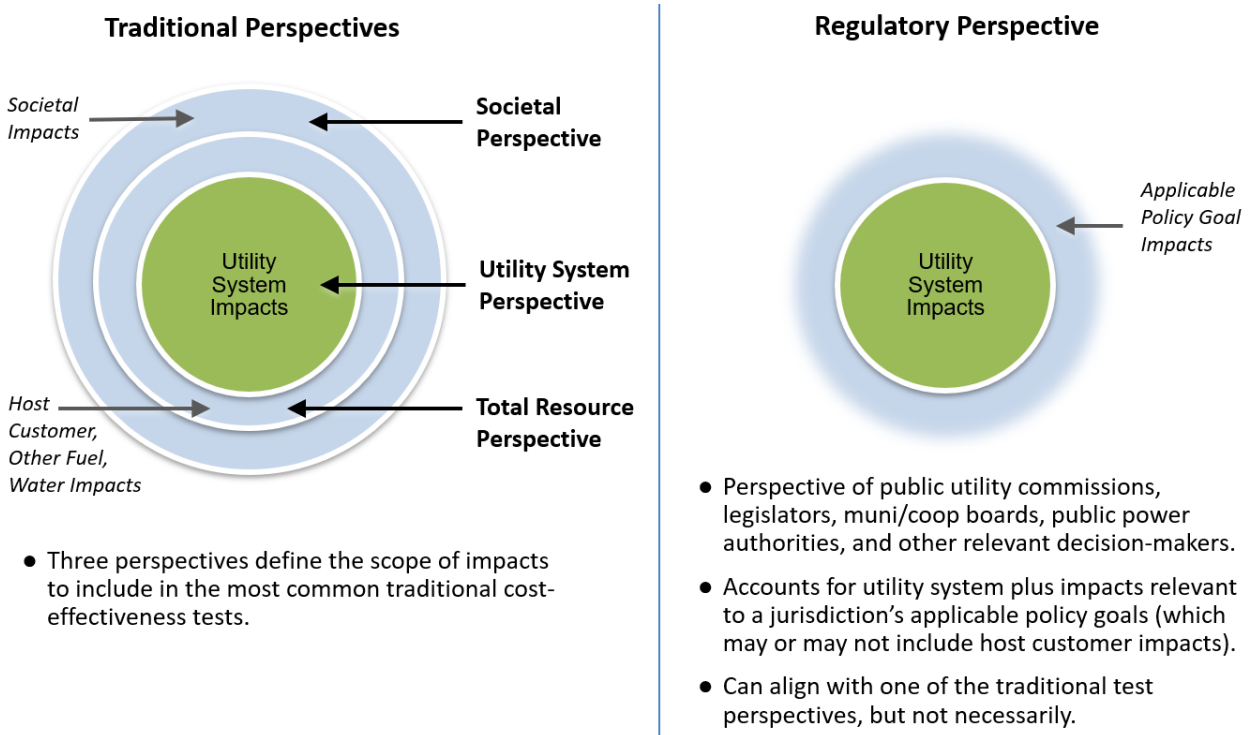 Traditional Perspectives
Societal
Impacts
Societal
Perspective
Utility
System
Impacts
Utility System
Perspective
Host
Customer,
Other Fuel,
Water Impacts
Total Resource
Perspective
● Three perspectives define the scope of impacts
to include in the most common traditional cost-
effectiveness tests.
Regulatory Perspective
Applicable
Policy Goal
Impacts
Utility
System
Impacts
● Perspective of public utility commissions,
legislators, muni/coop boards, public power
authorities, and other relevant decision-makers.
● Accounts for utility system plus impacts relevant
to a jurisdiction’s applicable policy goals (which
may or may not include host customer impacts).
● Can align with one of the traditional test
perspectives, but not necessarily.